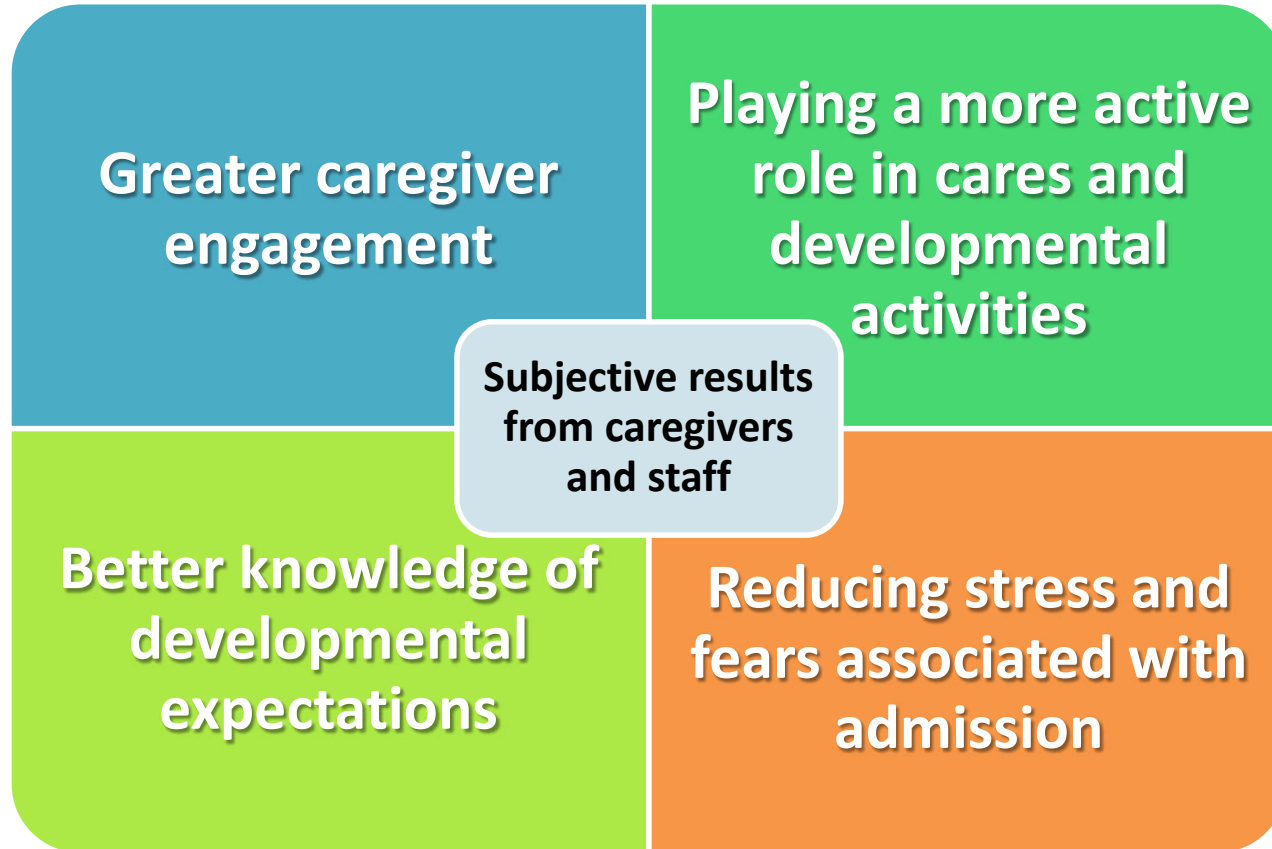 Greater caregiver
engagement
Playing a more active
role in cares and
developmental
activities
Subjective results
from caregivers
and staff
Better knowledge of
developmental
expectations
Reducing stress and
fears associated with
admission